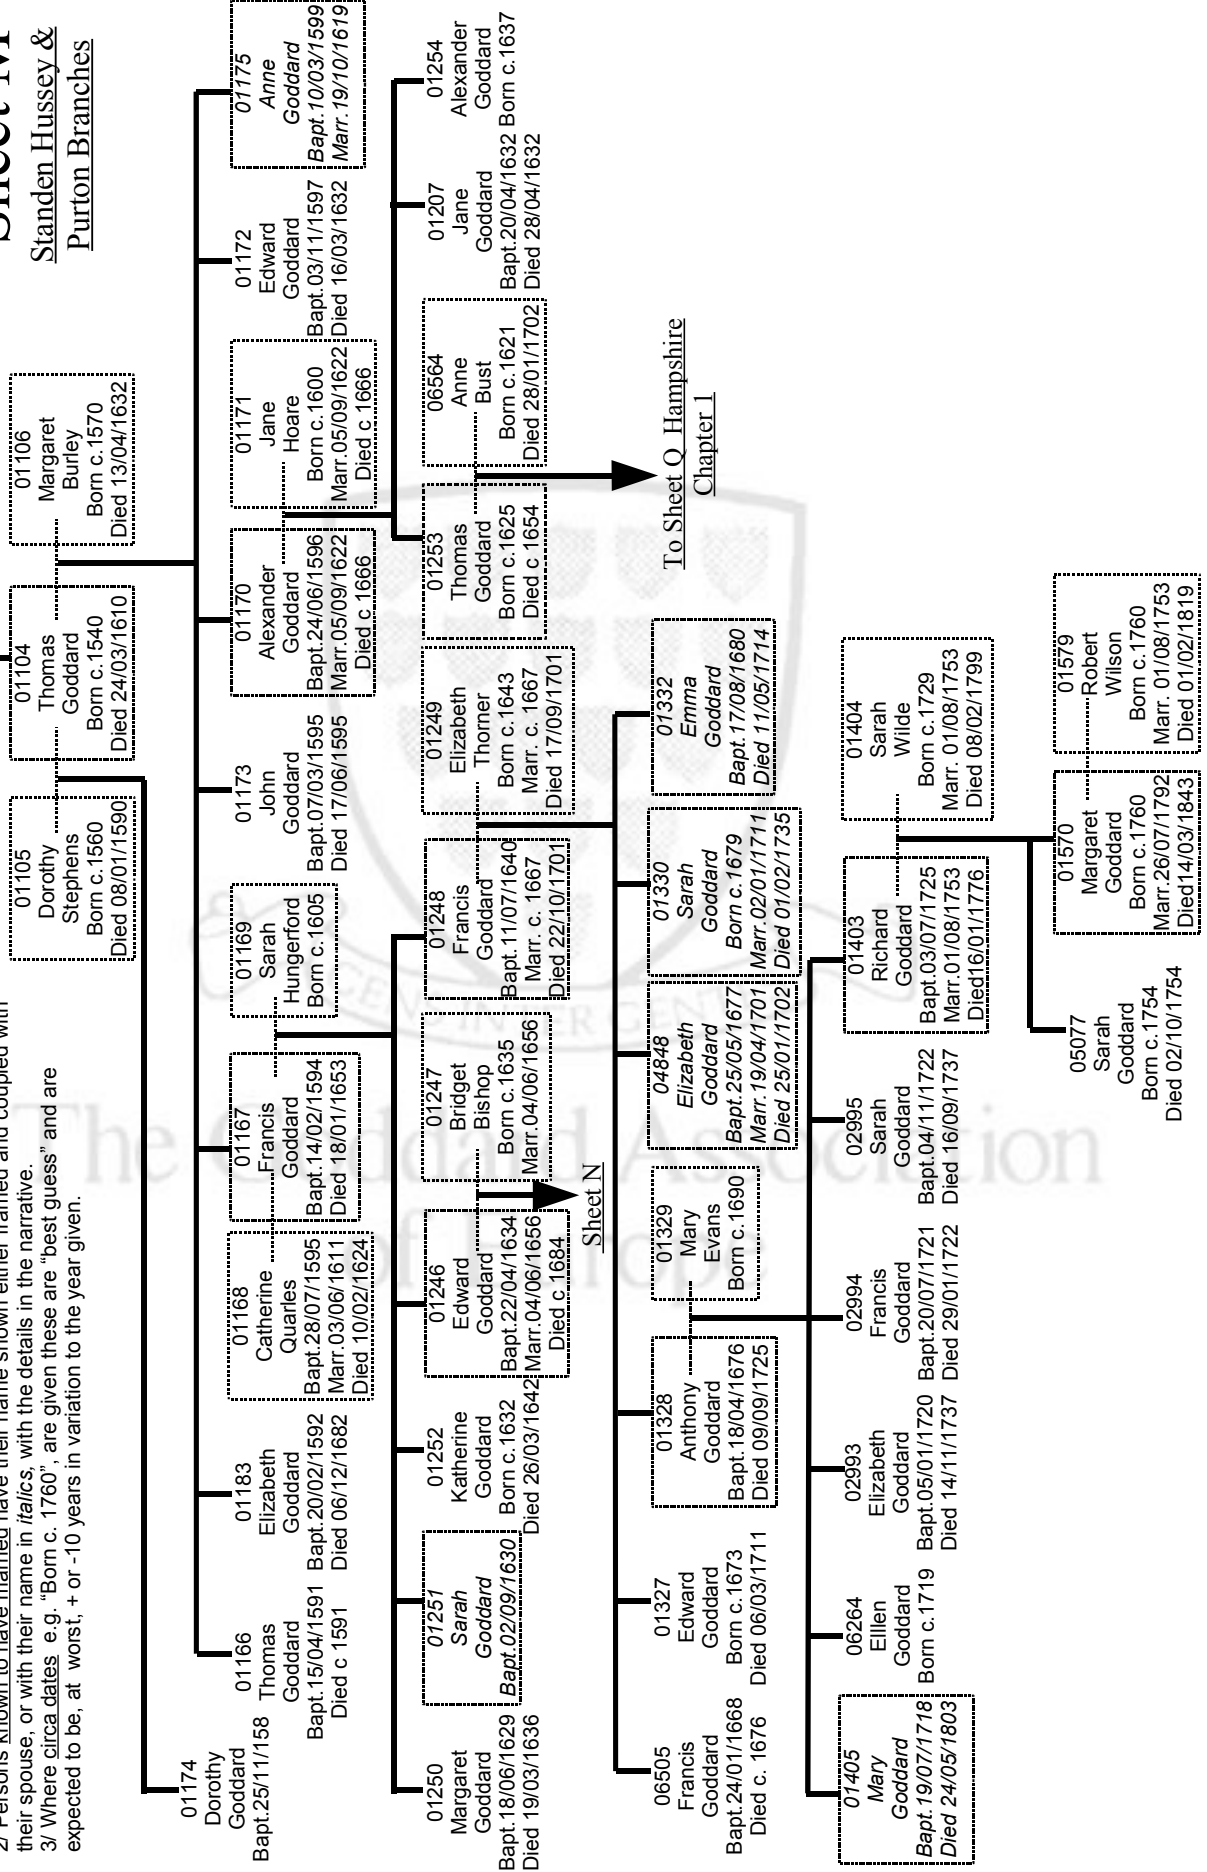 Standen Hussey &
Purton Branches
their spouse, or with their name in italics, with the details in the narrative.
3/ Where circa dates e.g. “Born c. 1760”, are given these are “best guess” and are
expected to be, at worst, + or -10 years in variation to the year given.
01105
Dorothy
Stephens
Born c.1560
Died 08/01/1590
01104
Thomas
Goddard
Born c.1540
Died 24/03/1610
01106
Margaret
Burley
Born c.1570
Died 13/04/1632
01174
Dorothy
Goddard
Bapt.25/11/158
01166
Thomas
Goddard
Bapt.15/04/1591
Died c 1591
01183
Elizabeth
Goddard
Bapt.20/02/1592
Died 06/12/1682
01168
Catherine
Quarles
Bapt.28/07/1595
Marr.03/06/1611
Died 10/02/1624
01167
Francis
Goddard
Bapt.14/02/1594
Died 18/01/1653
01169
Sarah
Hungerford
Born c.1605
01173
John
Goddard
Bapt.07/03/1595
Died 17/06/1595
01170
Alexander
Goddard
Bapt.24/06/1596
Marr.05/09/1622
Died c 1666
01171
Jane
Hoare
Born c.1600
Marr.05/09/1622
Died c 1666
01172
Edward
Goddard
Bapt.03/11/1597
Died 16/03/1632
01175
Anne
Goddard
Bapt.10/03/1599
Marr.19/10/1619
01250
Margaret
Goddard
Bapt.18/06/1629
Died 19/03/1636
01251
Sarah
Goddard
Bapt.02/09/1630
01252
Katherine
Goddard
Born c.1632
Died 26/03/1642
01246
Edward
Goddard
Bapt.22/04/1634
Marr.04/06/1656
Died c 1684
01247
Bridget
Bishop
Born c.1635
Marr.04/06/1656
Sheet N
01248
Francis
Goddard
Bapt.11/07/1640
Marr. c. 1667
Died 22/10/1701
01249
Elizabeth
Thorner
Born c.1643
Marr. c.1667
Died 17/09/1701
01253
Thomas
Goddard
Born c.1625
Died c.1654
06564
Anne
Bust
Born c.1621
Died 28/01/1702
To Sheet Q Hampshire
Chapter 1
01207
Jane
Goddard
Bapt.20/04/1632
Died 28/04/1632
01254
Alexander
Goddard
Born c.1637
06505
Francis
Goddard
Bapt.24/01/1668
Died c. 1676
01327
Edward
Goddard
Born c.1673
Died 06/03/1711
01328
Anthony
Goddard
Bapt.18/04/1676
Died 09/09/1725
01329
Mary
Evans
Born c.1690
04848
Elizabeth
Goddard
Bapt.25/05/1677
Marr.19/04/1701
Died 25/01/1702
01330
Sarah
Goddard
Born c.1679
Marr.02/01/1711
Died 01/02/1735
01332
Emma
Goddard
Bapt.17/08/1680
Died 11/05/1714
01405
Mary
Goddard
Bapt.19/07/1718
Died 24/05/1803
06264
Elllen
Goddard
Born c.1719
02993
Elizabeth
Goddard
Bapt.05/01/1720
Died 14/11/1737
02994
Francis
Goddard
Bapt.20/07/1721
Died 29/01/1722
02995
Sarah
Goddard
Bapt.04/11/1722
Died 16/09/1737
01403
Richard
Goddard
Bapt.03/07/1725
Marr.01/08/1753
Died16/01/1776
01404
Sarah
Wilde
Born c.1729
Marr. 01/08/1753
Died 08/02/1799
05077
Sarah
Goddard
Born c.1754
Died 02/10/1754
01570
Margaret
Goddard
Born c.1760
Marr.26/07/1792
Died14/03/1843
01579
Robert
Wilson
Born c.1760
Marr. 01/08/1753
Died 01/02/1819
The Goddard Association
of Europe